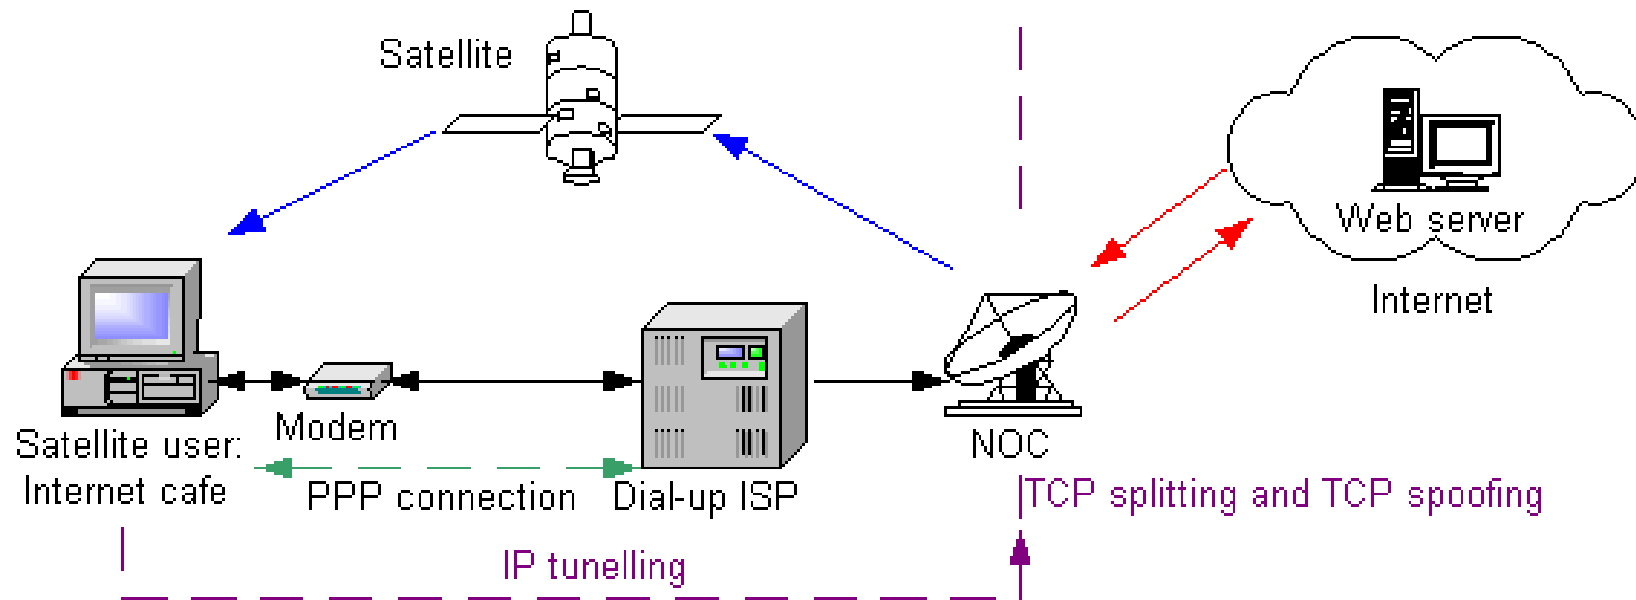 Satellite
Web server
Internet
Modem
NOC
Satellite user:
Internet cafe
PPP connection
Dial-up ISP
TCP splitting and TCP spoofing
IP tunelling